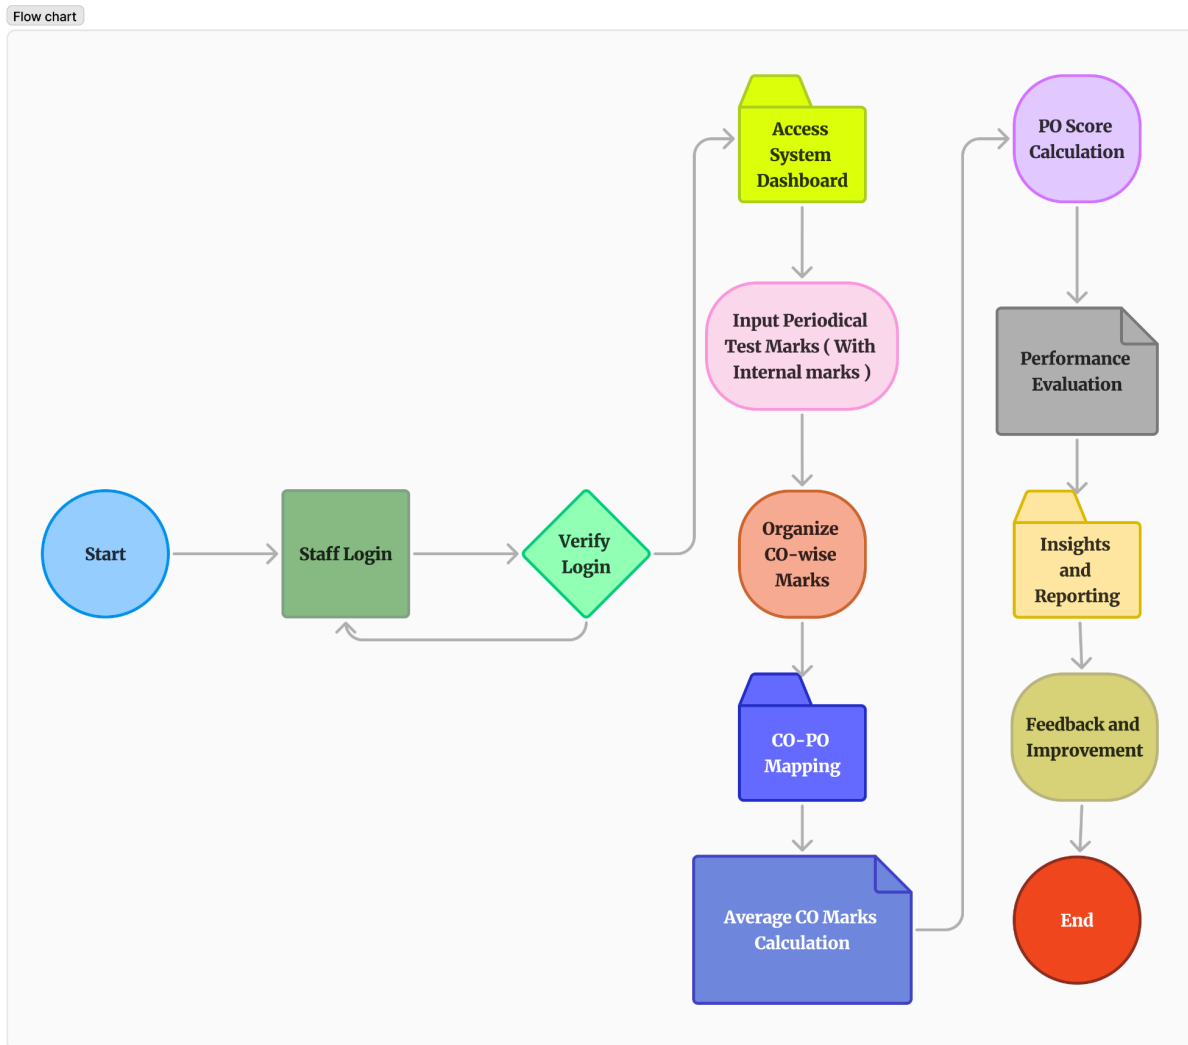 Flow chart
Start
Staff Login
Verify
Login
Access
System
Dashboard
Input Periodical
Test Marks ( With
Internal marks )
Organize
CO-wise
Marks
CO-PO
Mapping
Average CO Marks
Calculation
PO Score
Calculation
Performance
Evaluation
Insights
and
Reporting
Feedback and
Improvement
End